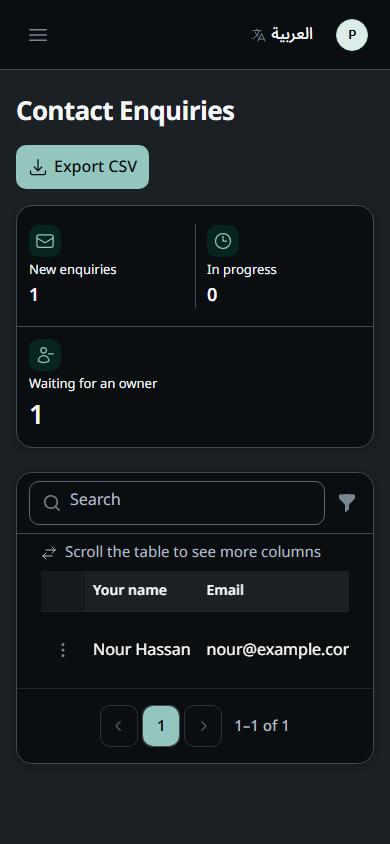 العربية
P
Contact Enquiries
Export CSV
New enquiries
1
In progress
0
Waiting for an owner
1
Search
Scroll the table to see more columns
Your name Email
Nour Hassan nour@example.cor
1
1–1 of 1